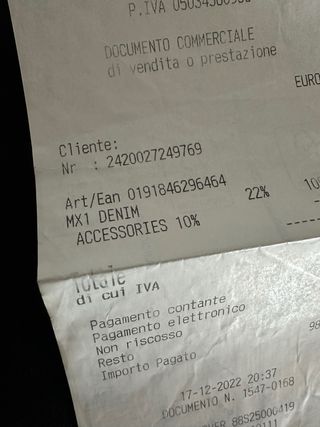 P.IVA
DOCUMENTO COMMERCIALE
di vendita o prestazione
EURO
Cliente:
Nr : 2420027249769
Art/Ean 0191846296464 22%
MX1 DENIM
ACCESSORIES 10%
Totale
di cui IVA
Pagamento contante
Pagamento elettronico
Non riscosso
Resto
Importo Pagato
17-12-2022 20:37
DOCUMENTO N. 1547-0168
88S25000419